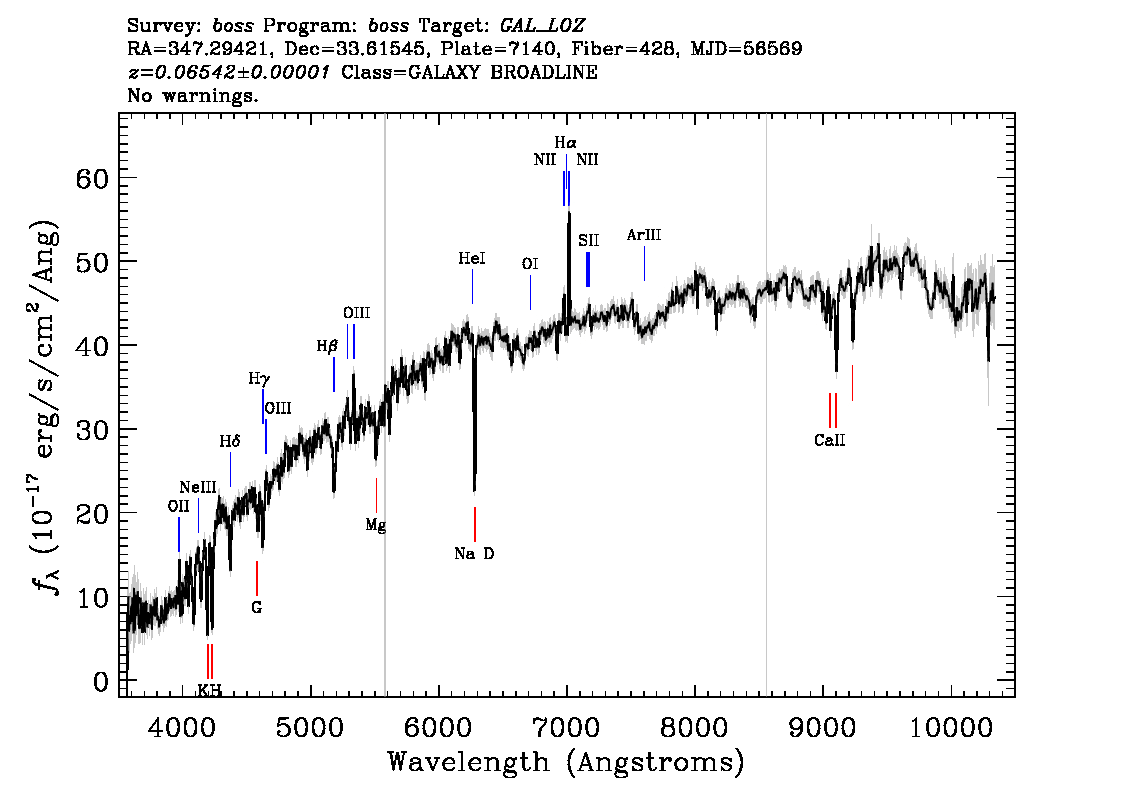 Survey: boss Program: boss Target: GAL_LOZ
RA=347.29421, Dec=33.61545, Plate=7140, Fiber=428, MJD=56569
z=0.06542±0.00001 Class=GALAXY BROADLINE
No warnings.
Hα
NII NII
SII
ArIII
HeI
OI
OIII
Hβ
Hγ
OIII
Hδ
NeIII
OII
CaII
Mg
Na D
G
KH
60
50
40
30
20
10
0
f_λ (10^−17 erg/s/cm^2/Ang)
4000 5000 6000 7000 8000 9000 10000
Wavelength (Angstroms)